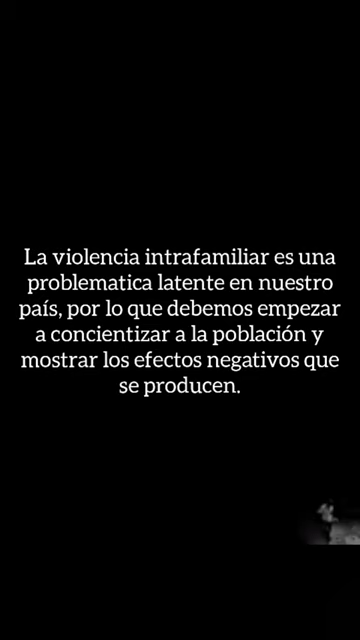 La violencia intrafamiliar es una
problematica latente en nuestro
país, por lo que debemos empezar
a concientizar a la población y
mostrar los efectos negativos que
se producen.